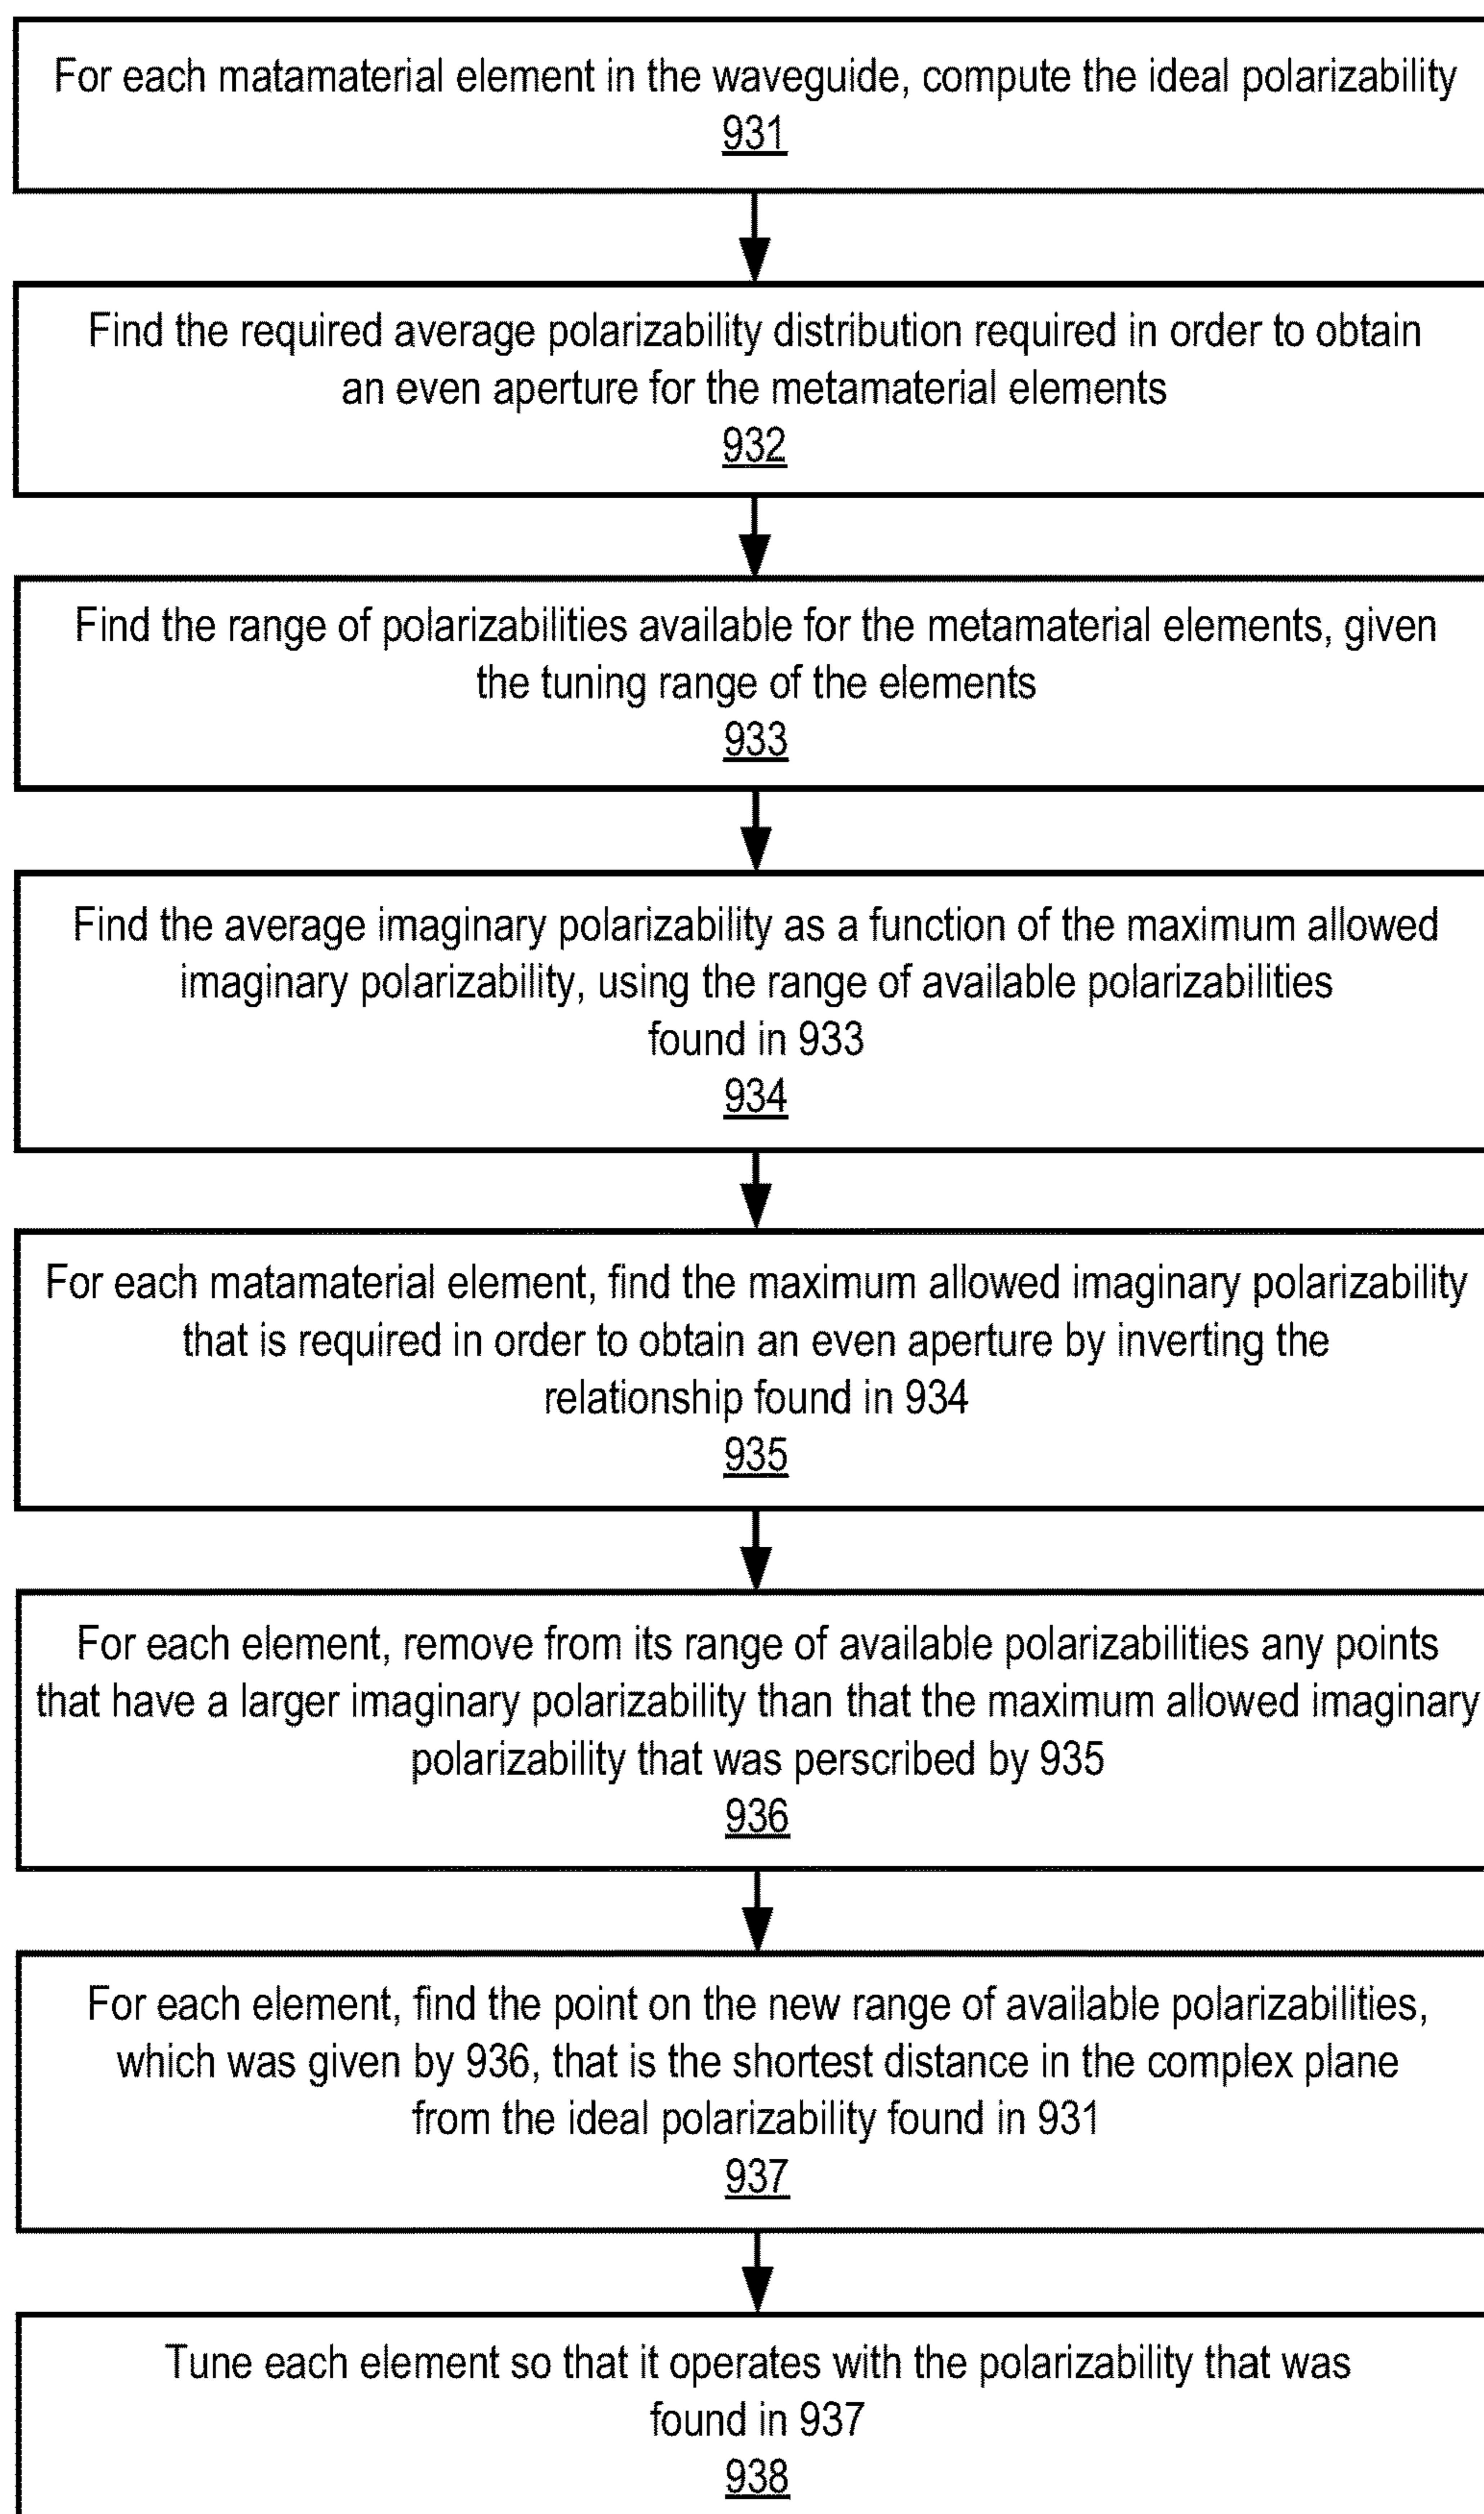 For each matamaterial element in the waveguide, compute the ideal polarizability
931
Find the required average polarizability distribution required in order to obtain
an even aperture for the metamaterial elements
932
Find the range of polarizabilities available for the metamaterial elements, given
the tuning range of the elements
933
Find the average imaginary polarizability as a function of the maximum allowed
imaginary polarizability, using the range of available polarizabilities
found in 933
934
For each matamaterial element, find the maximum allowed imaginary polarizability
that is required in order to obtain an even aperture by inverting the
relationship found in 934
935
For each element, remove from its range of available polarizabilities any points
that have a larger imaginary polarizability than that the maximum allowed imaginary
polarizability that was perscribed by 935
936
For each element, find the point on the new range of available polarizabilities,
which was given by 936, that is the shortest distance in the complex plane
from the ideal polarizability found in 931
937
Tune each element so that it operates with the polarizability that was
found in 937
938